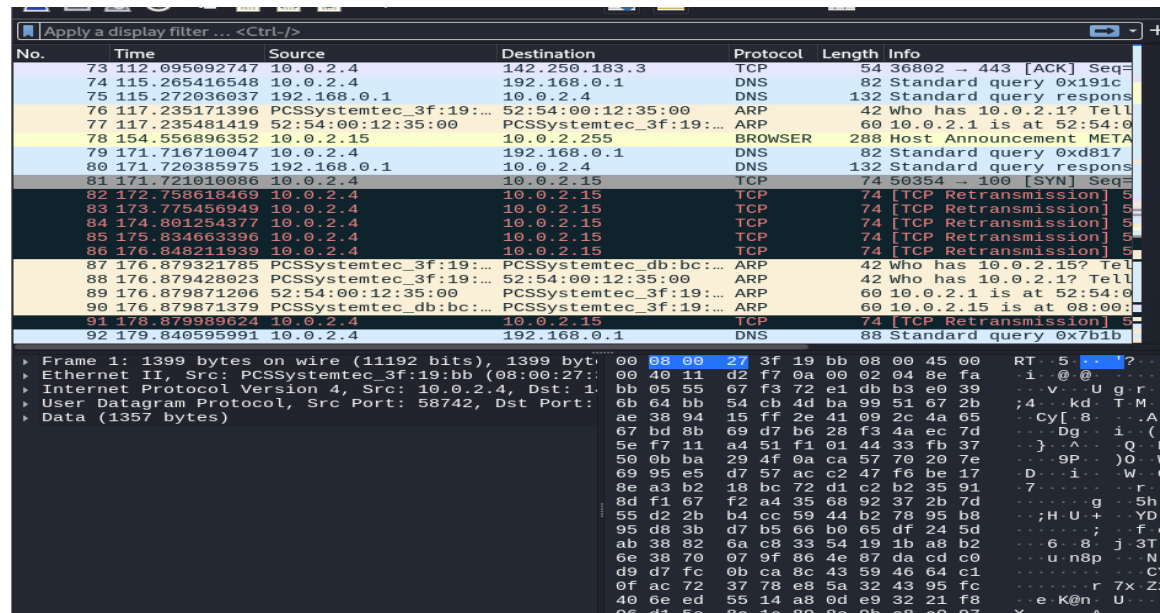 Apply a display filter ... <Ctrl-/>
No. Time Source Destination Protocol Length Info
73 112.095092747 10.0.2.4 142.250.183.3 TCP 54 36802 → 443 [ACK] Seq=
74 115.265416548 10.0.2.4 192.168.0.1 DNS 82 Standard query 0x191c
75 115.272036037 192.168.0.1 10.0.2.4 DNS 132 Standard query respons
76 117.235171396 PCSSystemtec_3f:19:… 52:54:00:12:35:00 ARP 42 Who has 10.0.2.1? Tell
77 117.235481419 52:54:00:12:35:00 PCSSystemtec_3f:19:… ARP 60 10.0.2.1 is at 52:54:0
78 154.556896352 10.0.2.15 10.0.2.255 BROWSER 288 Host Announcement META
79 171.716710047 10.0.2.4 192.168.0.1 DNS 82 Standard query 0xd817
80 171.720385975 192.168.0.1 10.0.2.4 DNS 132 Standard query respons
81 171.721010086 10.0.2.4 10.0.2.15 TCP 74 50354 → 100 [SYN] Seq=
82 172.758618469 10.0.2.4 10.0.2.15 TCP 74 [TCP Retransmission] 5
83 173.775456949 10.0.2.4 10.0.2.15 TCP 74 [TCP Retransmission] 5
84 174.801254377 10.0.2.4 10.0.2.15 TCP 74 [TCP Retransmission] 5
85 175.834663396 10.0.2.4 10.0.2.15 TCP 74 [TCP Retransmission] 5
86 176.848211939 10.0.2.4 10.0.2.15 TCP 74 [TCP Retransmission] 5
87 176.879321785 PCSSystemtec_3f:19:… PCSSystemtec_db:bc:… ARP 42 Who has 10.0.2.15? Tel
88 176.879428023 PCSSystemtec_3f:19:… 52:54:00:12:35:00 ARP 42 Who has 10.0.2.1? Tell
89 176.879871206 52:54:00:12:35:00 PCSSystemtec_3f:19:… ARP 60 10.0.2.1 is at 52:54:0
90 176.879871379 PCSSystemtec_db:bc:… PCSSystemtec_3f:19:… ARP 60 10.0.2.15 is at 08:00:
91 178.879989624 10.0.2.4 10.0.2.15 TCP 74 [TCP Retransmission] 5
92 179.840595991 10.0.2.4 192.168.0.1 DNS 88 Standard query 0x7b1b
Frame 1: 1399 bytes on wire (11192 bits), 1399 byt
Ethernet II, Src: PCSSystemtec_3f:19:bb (08:00:27:
Internet Protocol Version 4, Src: 10.0.2.4, Dst: 1
User Datagram Protocol, Src Port: 58742, Dst Port:
Data (1357 bytes)
00 08 00 27 3f 19 bb 08 00 45 00 RT··5··· ·'?
00 40 11 d2 f7 0a 00 02 04 8e fa ·i··@·@·
bb 05 55 67 f3 72 e1 db b3 e0 39
6b 64 bb 54 cb 4d ba 99 51 67 2b
ae 38 94 15 ff 2e 41 09 2c 4a 65
67 bd 8b 69 d7 b6 28 f3 4a ec 7d
5e f7 11 a4 51 f1 01 44 33 fb 37
50 0b ba 29 4f 0a ca 57 70 20 7e
69 95 e5 d7 57 ac c2 47 f6 be 17
8e a3 b2 18 bc 72 d1 c2 b2 35 91
8d f1 67 f2 a4 35 68 92 37 2b 7d
55 d2 2b b4 cc 59 44 b2 78 95 b8
95 d8 3b d7 b5 66 b0 65 df 24 5d
ab 38 82 6a c8 33 54 19 1b a8 b2
6e 38 70 07 9f 86 4e 87 da cd c0
d9 d7 fc 0b ca 8c 43 59 46 64 c1
0f ac 72 37 78 e8 5a 32 43 95 fc
40 6e ed 55 14 a8 0d e9 32 21 f8